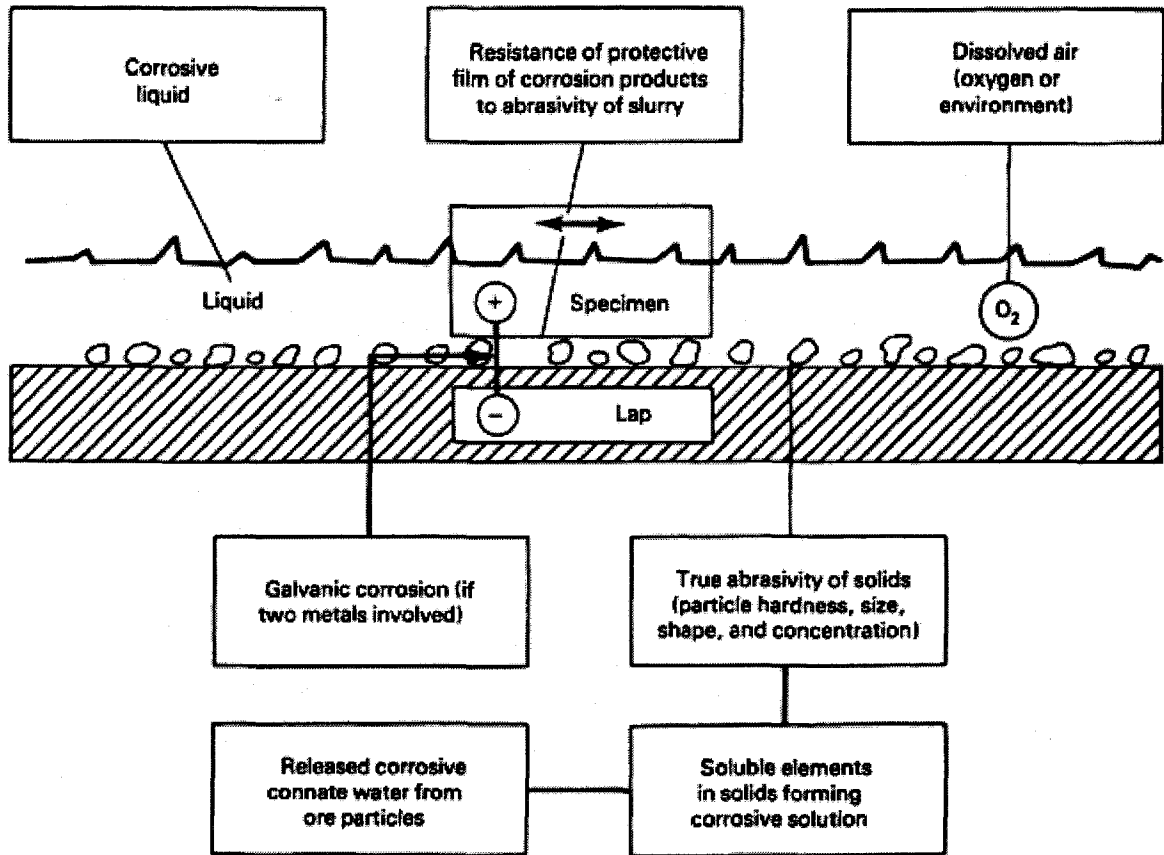 Corrosive
liquid
Resistance of protective
film of corrosion products
to abrasivity of slurry
Dissolved air
(oxygen or
environment)
Liquid
+
Specimen
O₂
−
Lap
Galvanic corrosion (if
two metals involved)
True abrasivity of solids
(particle hardness, size,
shape, and concentration)
Released corrosive
connate water from
ore particles
Soluble elements
in solids forming
corrosive solution